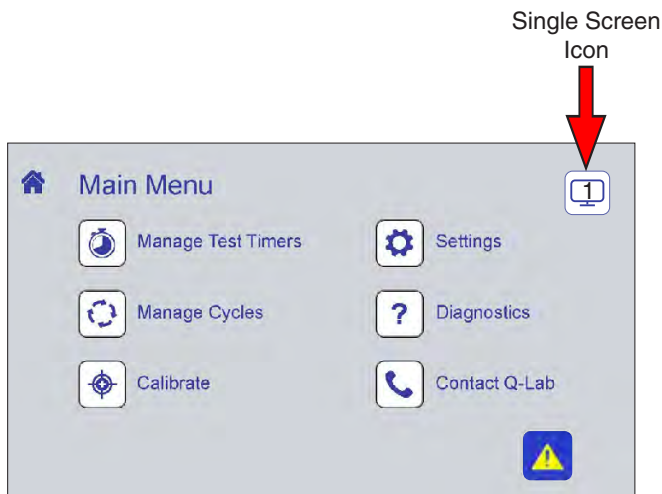 Single Screen
Icon
Main Menu
1
Manage Test Timers
Settings
Manage Cycles
?
Diagnostics
Calibrate
Contact Q-Lab